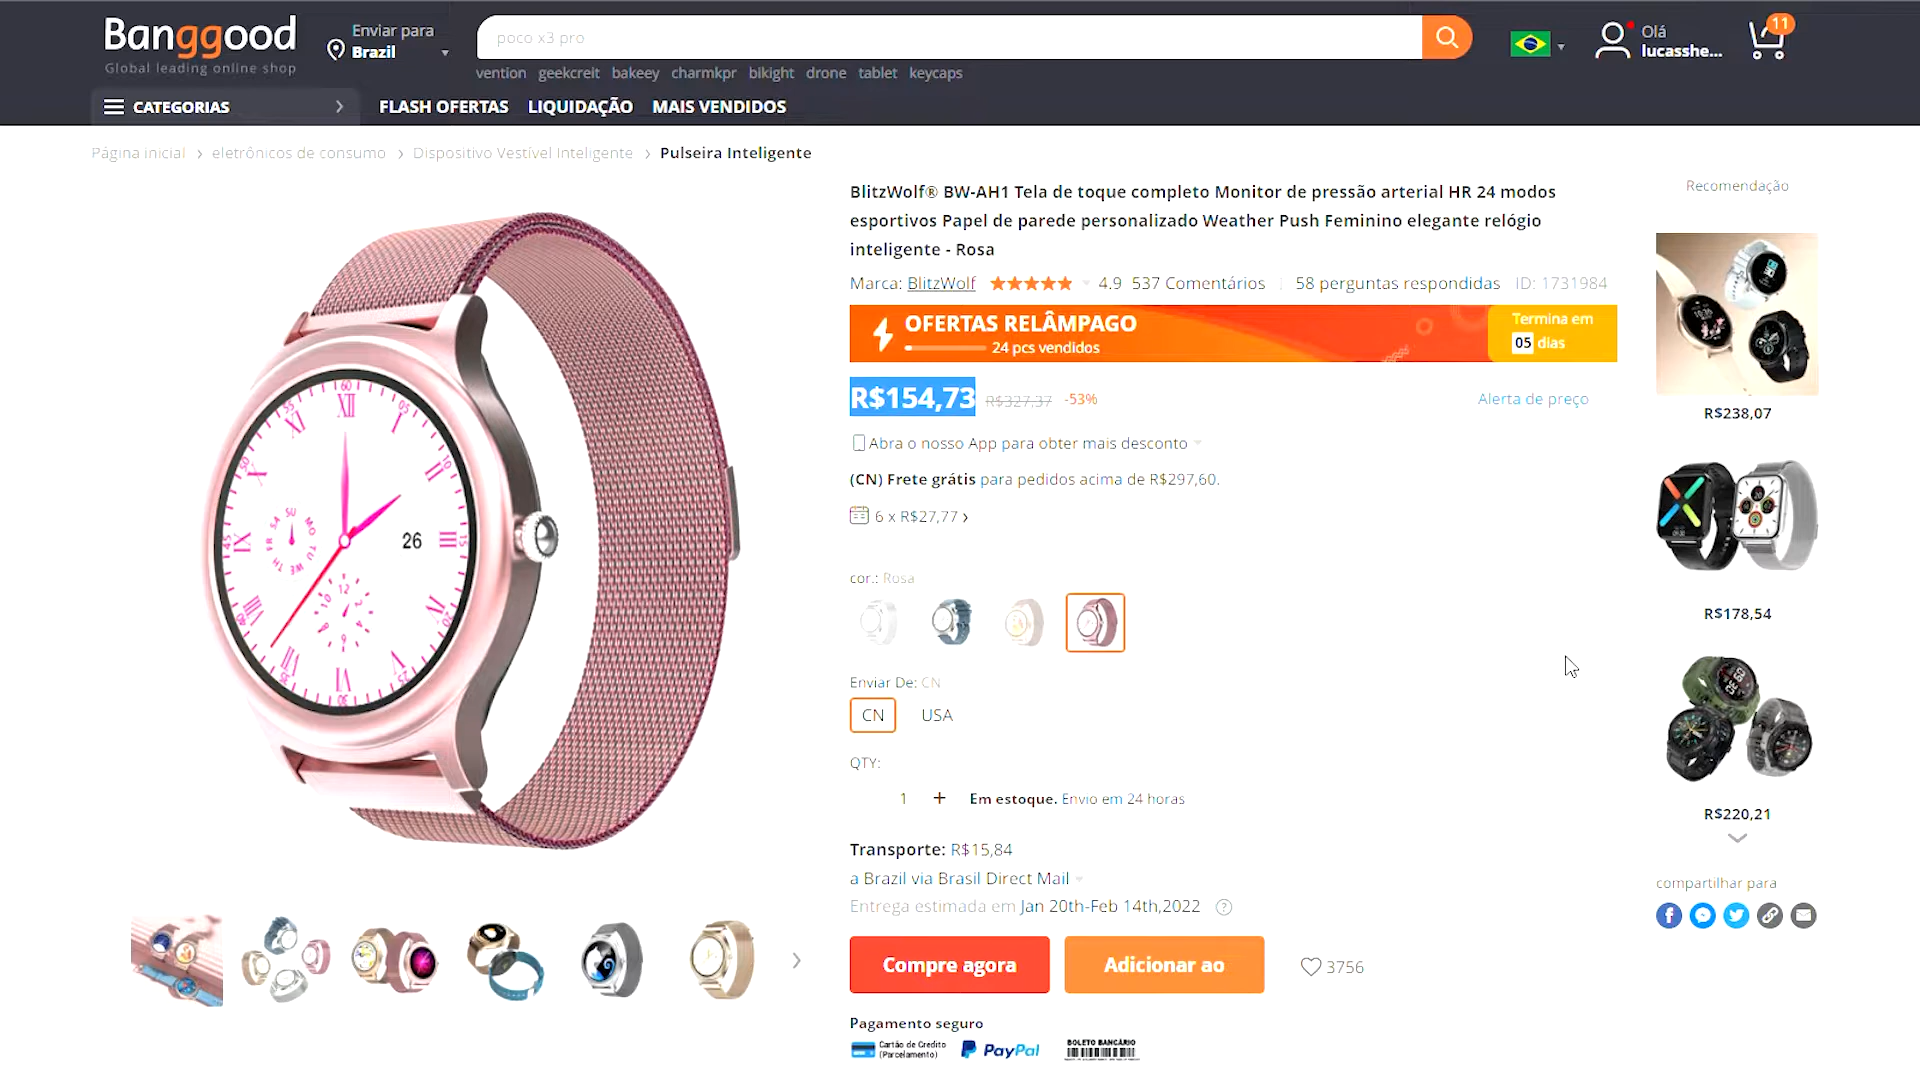 Banggood
Global leading online shop
Enviar para
Brazil
poco x3 pro
Olá
lucasshe...
11
vention geekcreit bakeey charmkpr bikight drone tablet keycaps
CATEGORIAS
FLASH OFERTAS LIQUIDAÇÃO MAIS VENDIDOS
Página inicial › eletrônicos de consumo › Dispositivo Vestível Inteligente › Pulseira Inteligente
BlitzWolf® BW-AH1 Tela de toque completo Monitor de pressão arterial HR 24 modos
esportivos Papel de parede personalizado Weather Push Feminino elegante relógio
inteligente - Rosa
Marca: BlitzWolf 4.9 537 Comentários 58 perguntas respondidas ID: 1731984
OFERTAS RELÂMPAGO
24 pcs vendidos
Termina em
05 dias
R$154,73 R$327,37 -53%
Alerta de preço
Abra o nosso App para obter mais desconto
(CN) Frete grátis para pedidos acima de R$297,60.
6 x R$27,77 ›
cor.: Rosa
Enviar De: CN
CN USA
QTY:
1 + Em estoque. Envio em 24 horas
Transporte: R$15,84
a Brazil via Brasil Direct Mail
Entrega estimada em Jan 20th-Feb 14th,2022 ?
Compre agora
Adicionar ao
3756
Pagamento seguro
Cartão de Credito
(Parcelamento)
PayPal
BOLETO BANCÁRIO
Recomendação
R$238,07
R$178,54
R$220,21
compartilhar para
26